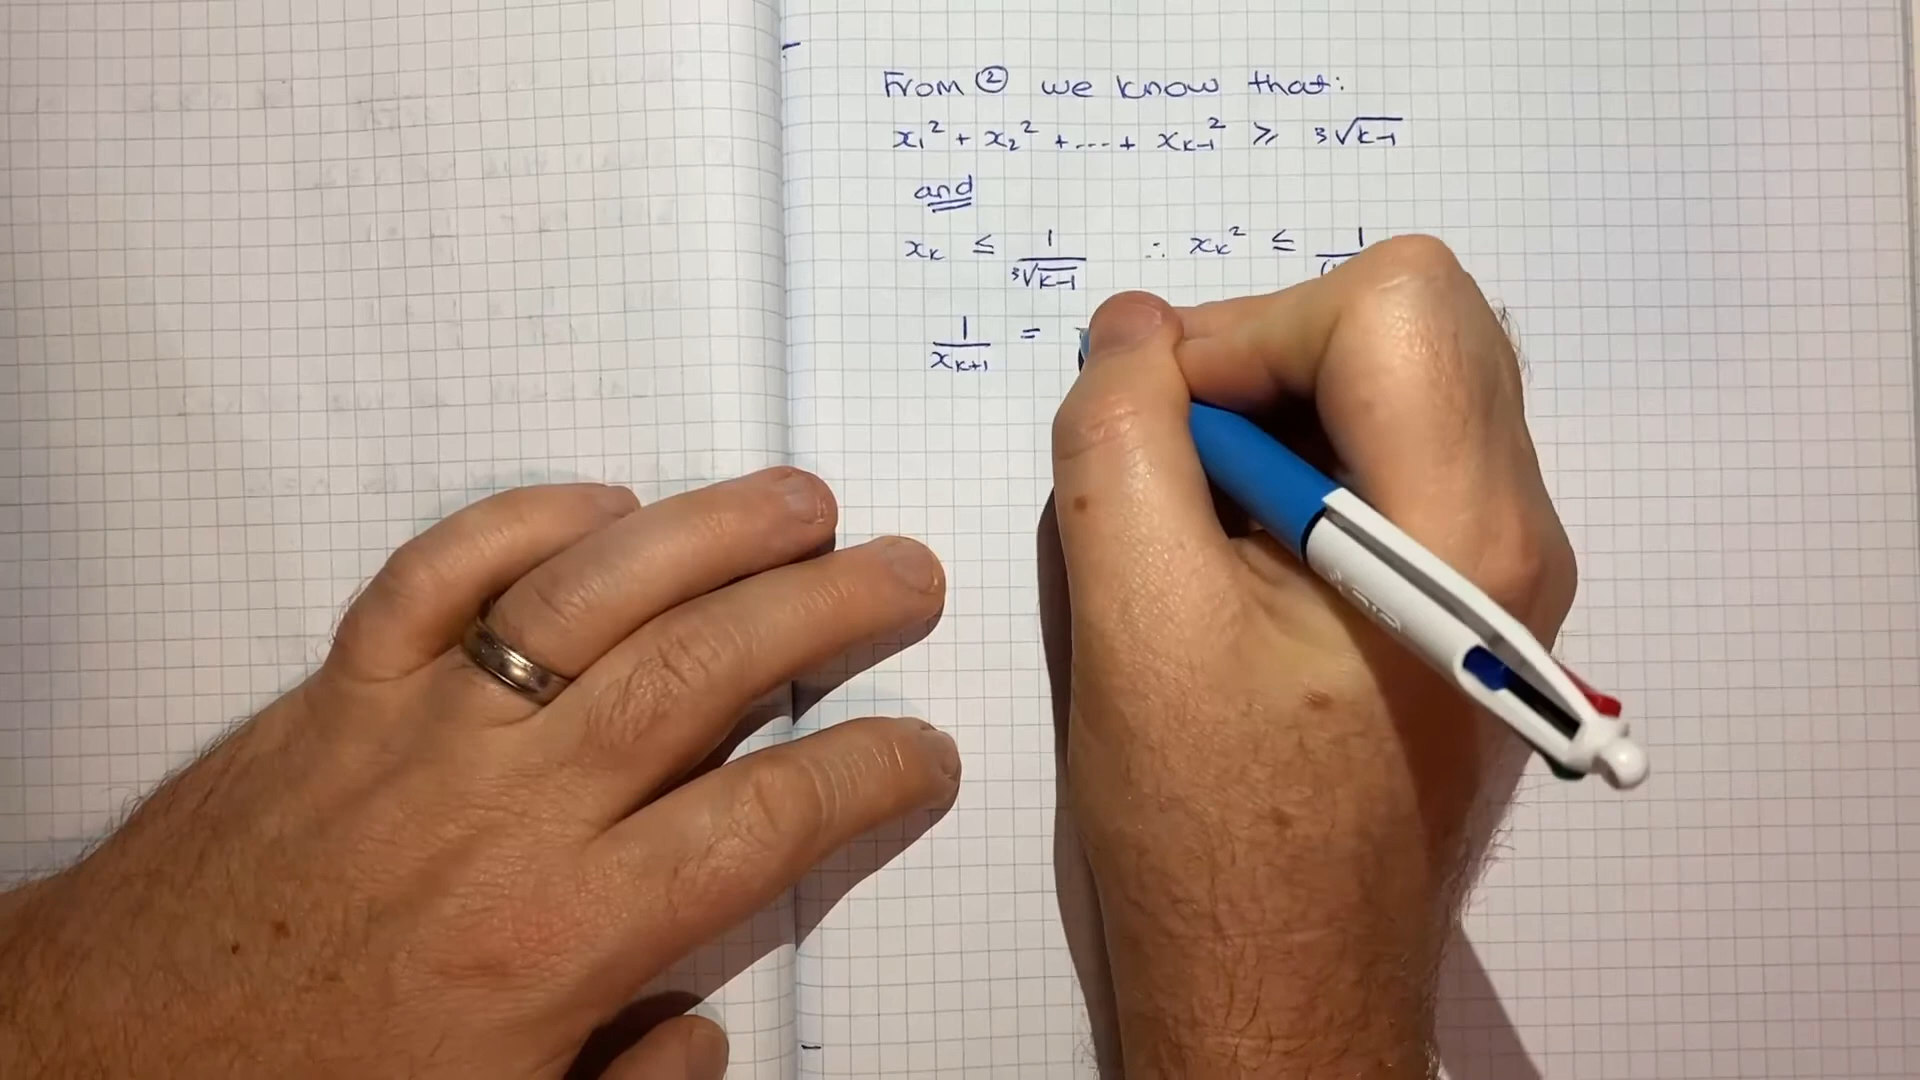 From ② we know that:
x₁² + x₂² + ... + xₖ₋₁² ≥ ³√k-1
and
xₖ ≤ 1/³√k-1 ∴ xₖ² ≤ 1/(
1/xₖ₊₁ =